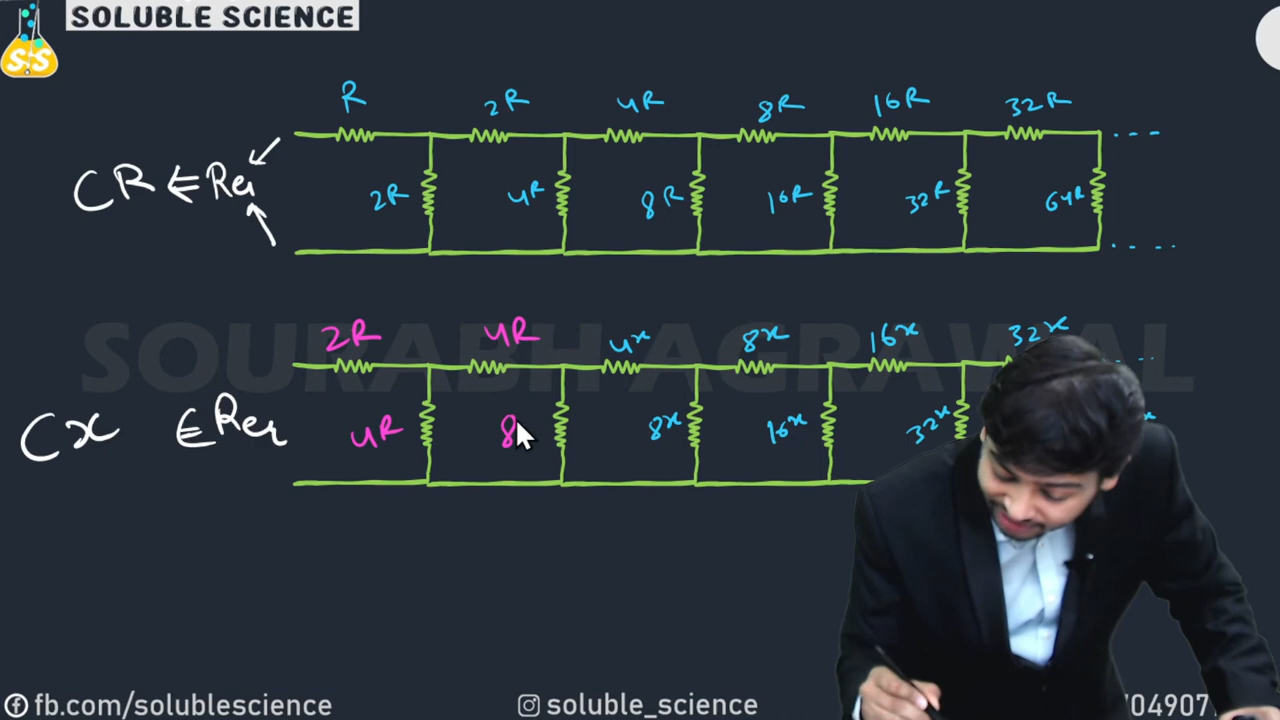 SOLUBLE SCIENCE
SS
R 2R 4R 8R 16R 32R
CR ⋲ Req
2R 4R 8R 16R 32R 64R
SOURABH AGRAWAL
2R 4R 4x 8x 16x 32x
Cx ⋲ Req
4R 8 8x 16x 32x x
fb.com/solublescience
soluble_science